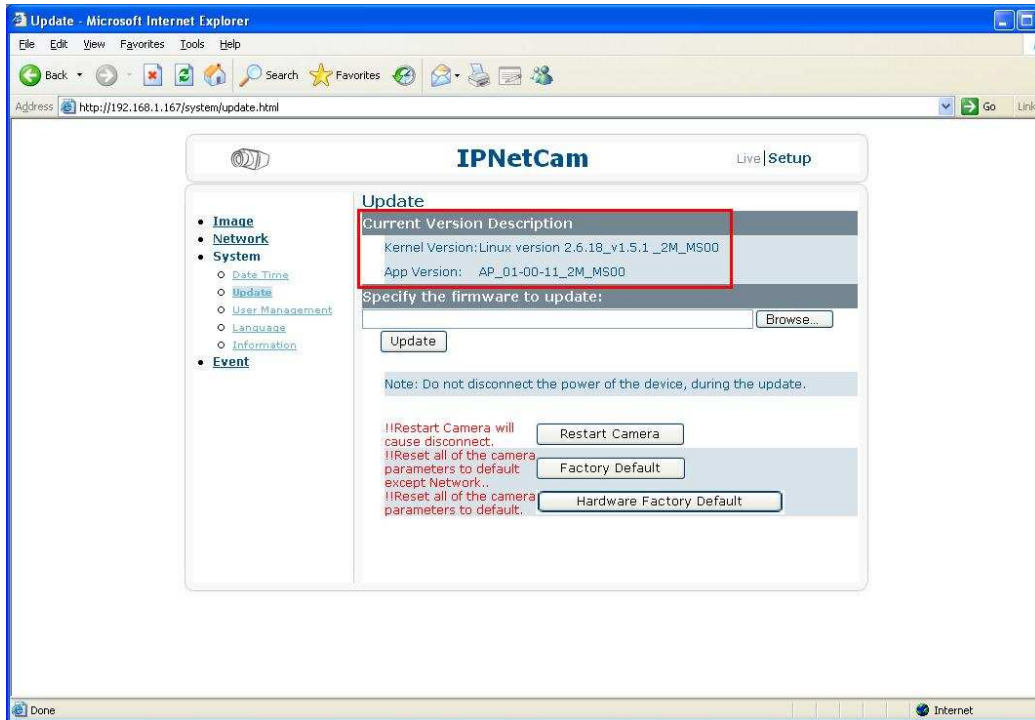 Update - Microsoft Internet Explorer
File Edit View Favorites Tools Help
Back Search Favorites
Address http://192.168.1.167/system/update.html Go Link
IPNetCam
Live|Setup
Update
Current Version Description
Kernel Version:Linux version 2.6.18_v1.5.1 _2M_MS00
App Version: AP_01-00-11_2M_MS00
Specify the firmware to update:
Browse...
Update
Note: Do not disconnect the power of the device, during the update.
!!Restart Camera will
cause disconnect.
Restart Camera
!!Reset all of the camera
parameters to default
except Network..
Factory Default
!!Reset all of the camera
parameters to default.
Hardware Factory Default
Image
Network
System
Date Time
Update
User Management
Language
Information
Event
Done
Internet